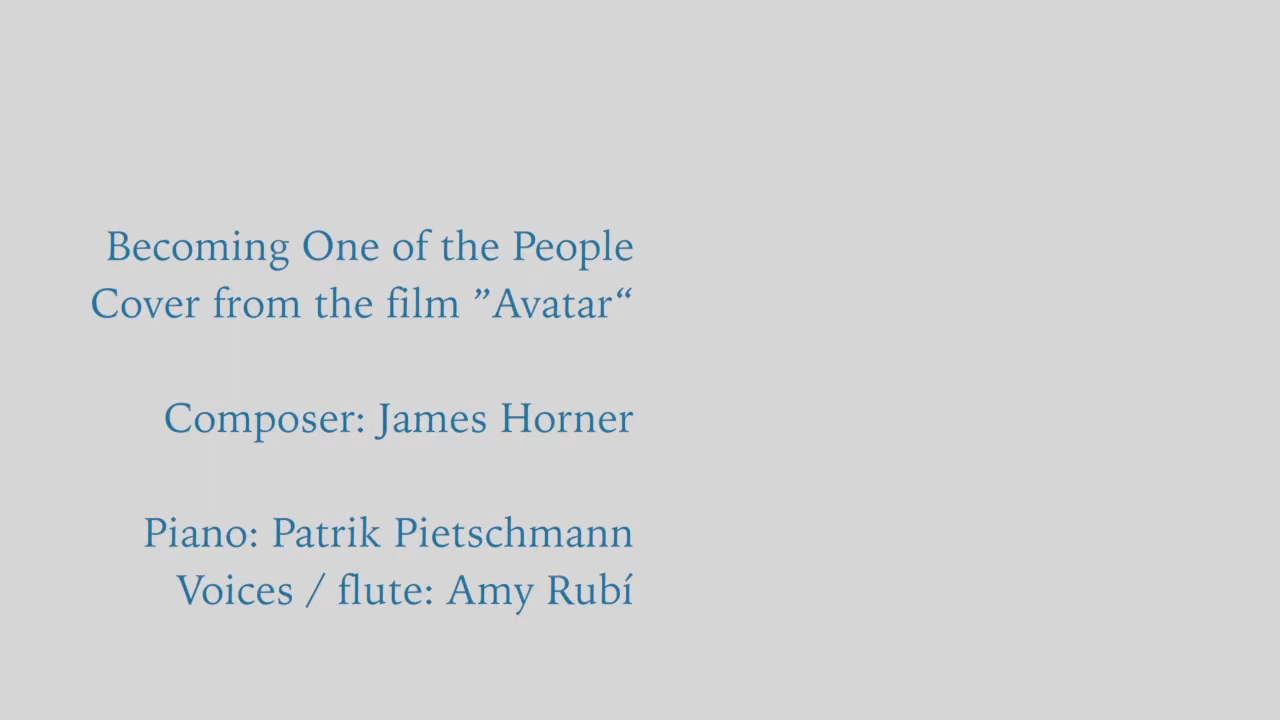 Becoming One of the People
Cover from the film ”Avatar“
Composer: James Horner
Piano: Patrik Pietschmann
Voices / flute: Amy Rubí